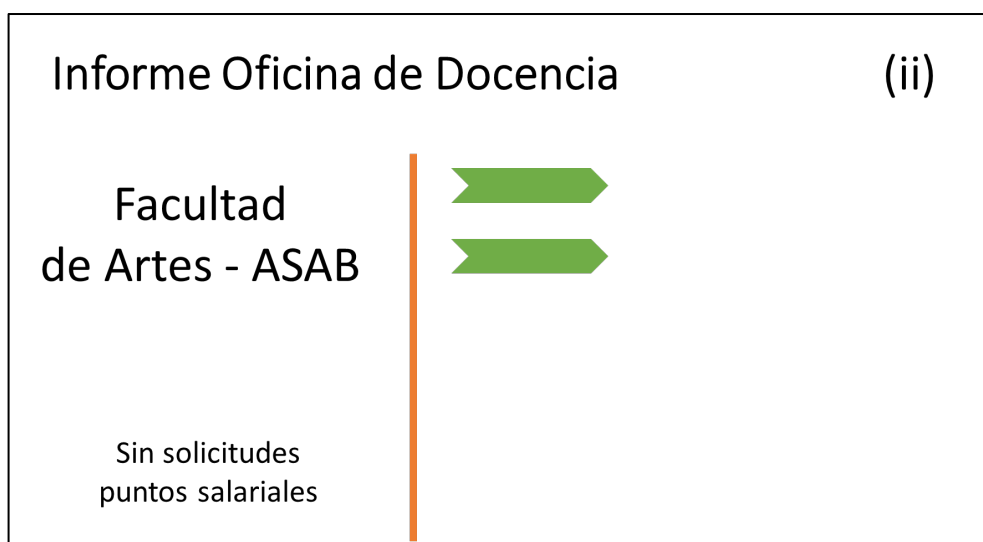 Informe Oficina de Docencia (ii)
Facultad
de Artes - ASAB
Sin solicitudes
puntos salariales